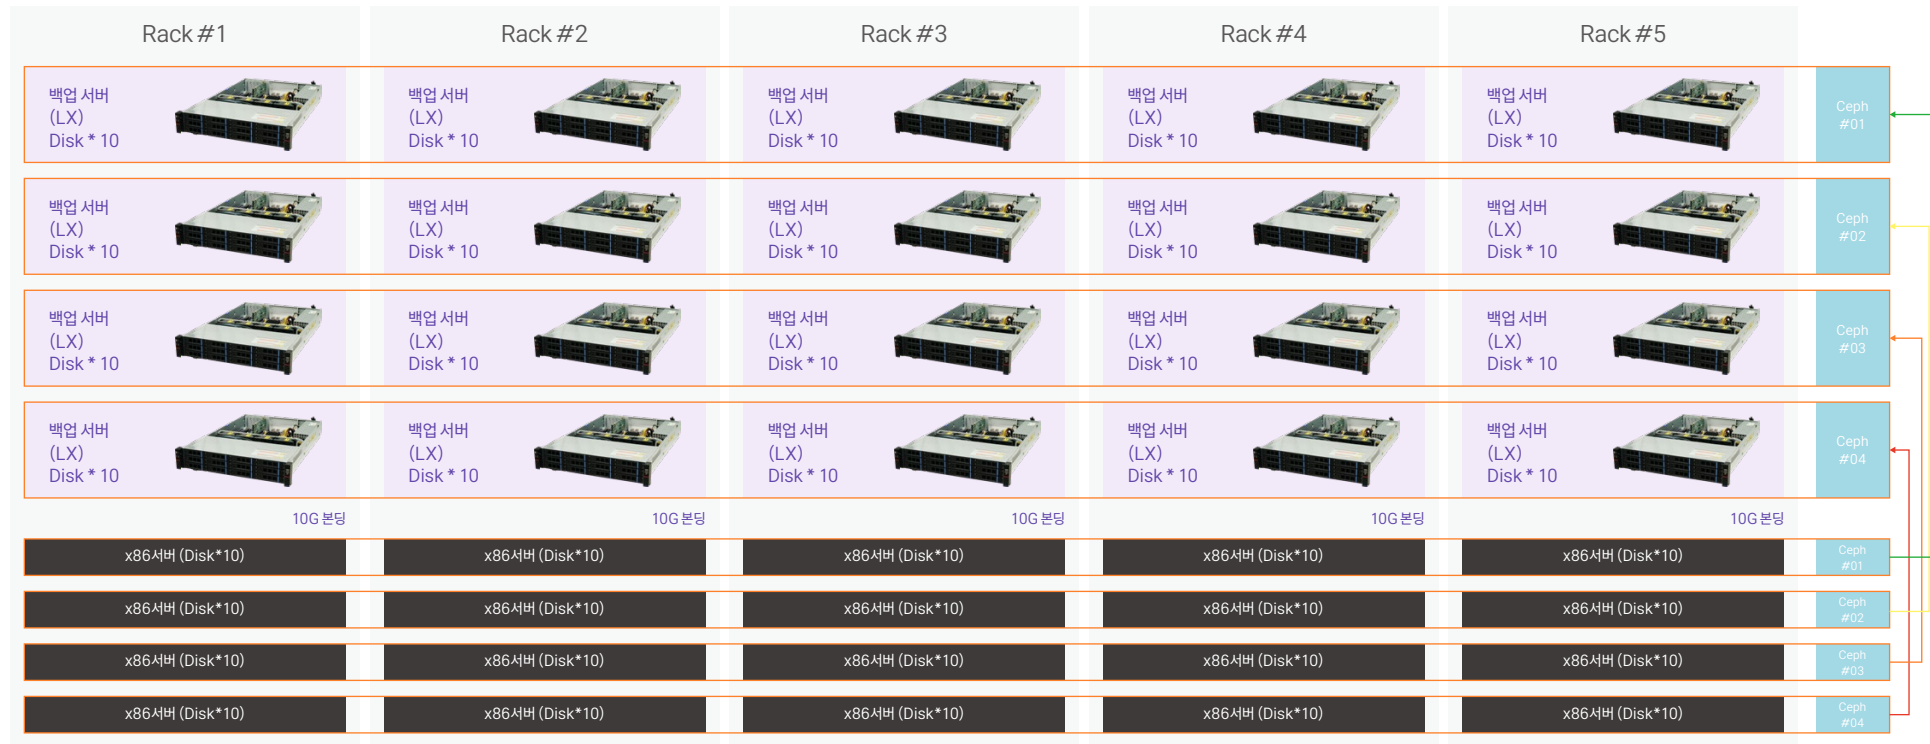 Rack #1
Rack #2
Rack #3
Rack #4
Rack #5
백업 서버
(LX)
Disk * 10
백업 서버
(LX)
Disk * 10
백업 서버
(LX)
Disk * 10
백업 서버
(LX)
Disk * 10
백업 서버
(LX)
Disk * 10
Ceph
#01
백업 서버
(LX)
Disk * 10
백업 서버
(LX)
Disk * 10
백업 서버
(LX)
Disk * 10
백업 서버
(LX)
Disk * 10
백업 서버
(LX)
Disk * 10
Ceph
#02
백업 서버
(LX)
Disk * 10
백업 서버
(LX)
Disk * 10
백업 서버
(LX)
Disk * 10
백업 서버
(LX)
Disk * 10
백업 서버
(LX)
Disk * 10
Ceph
#03
백업 서버
(LX)
Disk * 10
백업 서버
(LX)
Disk * 10
백업 서버
(LX)
Disk * 10
백업 서버
(LX)
Disk * 10
백업 서버
(LX)
Disk * 10
Ceph
#04
10G 본딩
10G 본딩
10G 본딩
10G 본딩
10G 본딩
x86서버 (Disk*10)
x86서버 (Disk*10)
x86서버 (Disk*10)
x86서버 (Disk*10)
x86서버 (Disk*10)
Ceph
#01
x86서버 (Disk*10)
x86서버 (Disk*10)
x86서버 (Disk*10)
x86서버 (Disk*10)
x86서버 (Disk*10)
Ceph
#02
x86서버 (Disk*10)
x86서버 (Disk*10)
x86서버 (Disk*10)
x86서버 (Disk*10)
x86서버 (Disk*10)
Ceph
#03
x86서버 (Disk*10)
x86서버 (Disk*10)
x86서버 (Disk*10)
x86서버 (Disk*10)
x86서버 (Disk*10)
Ceph
#04